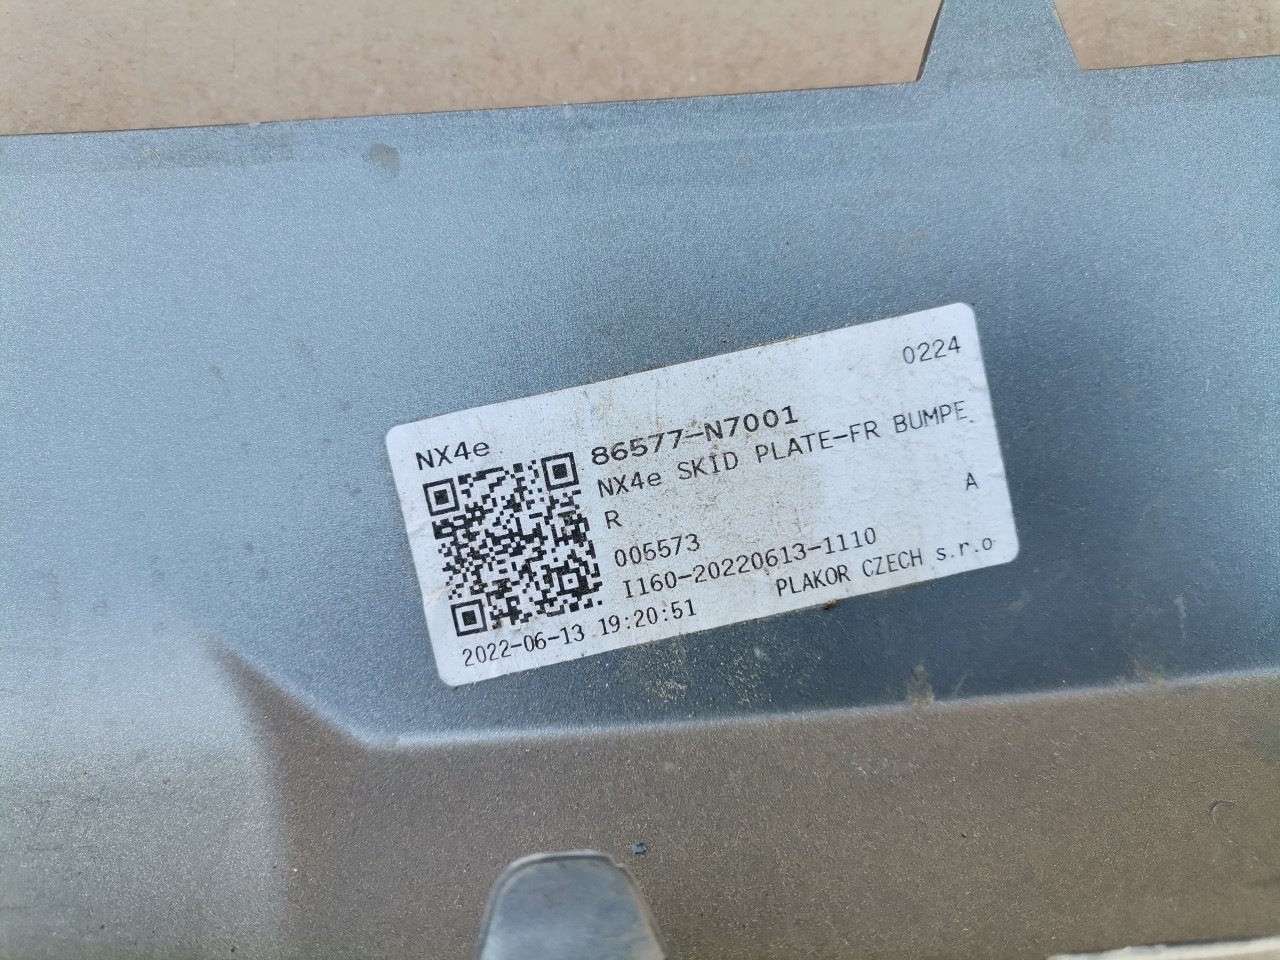 NX4e 0224
86577-N7001
NX4e SKID PLATE-FR BUMPE
R A
005573
I160-20220613-1110
2022-06-13 19:20:51 PLAKOR CZECH s.r.o